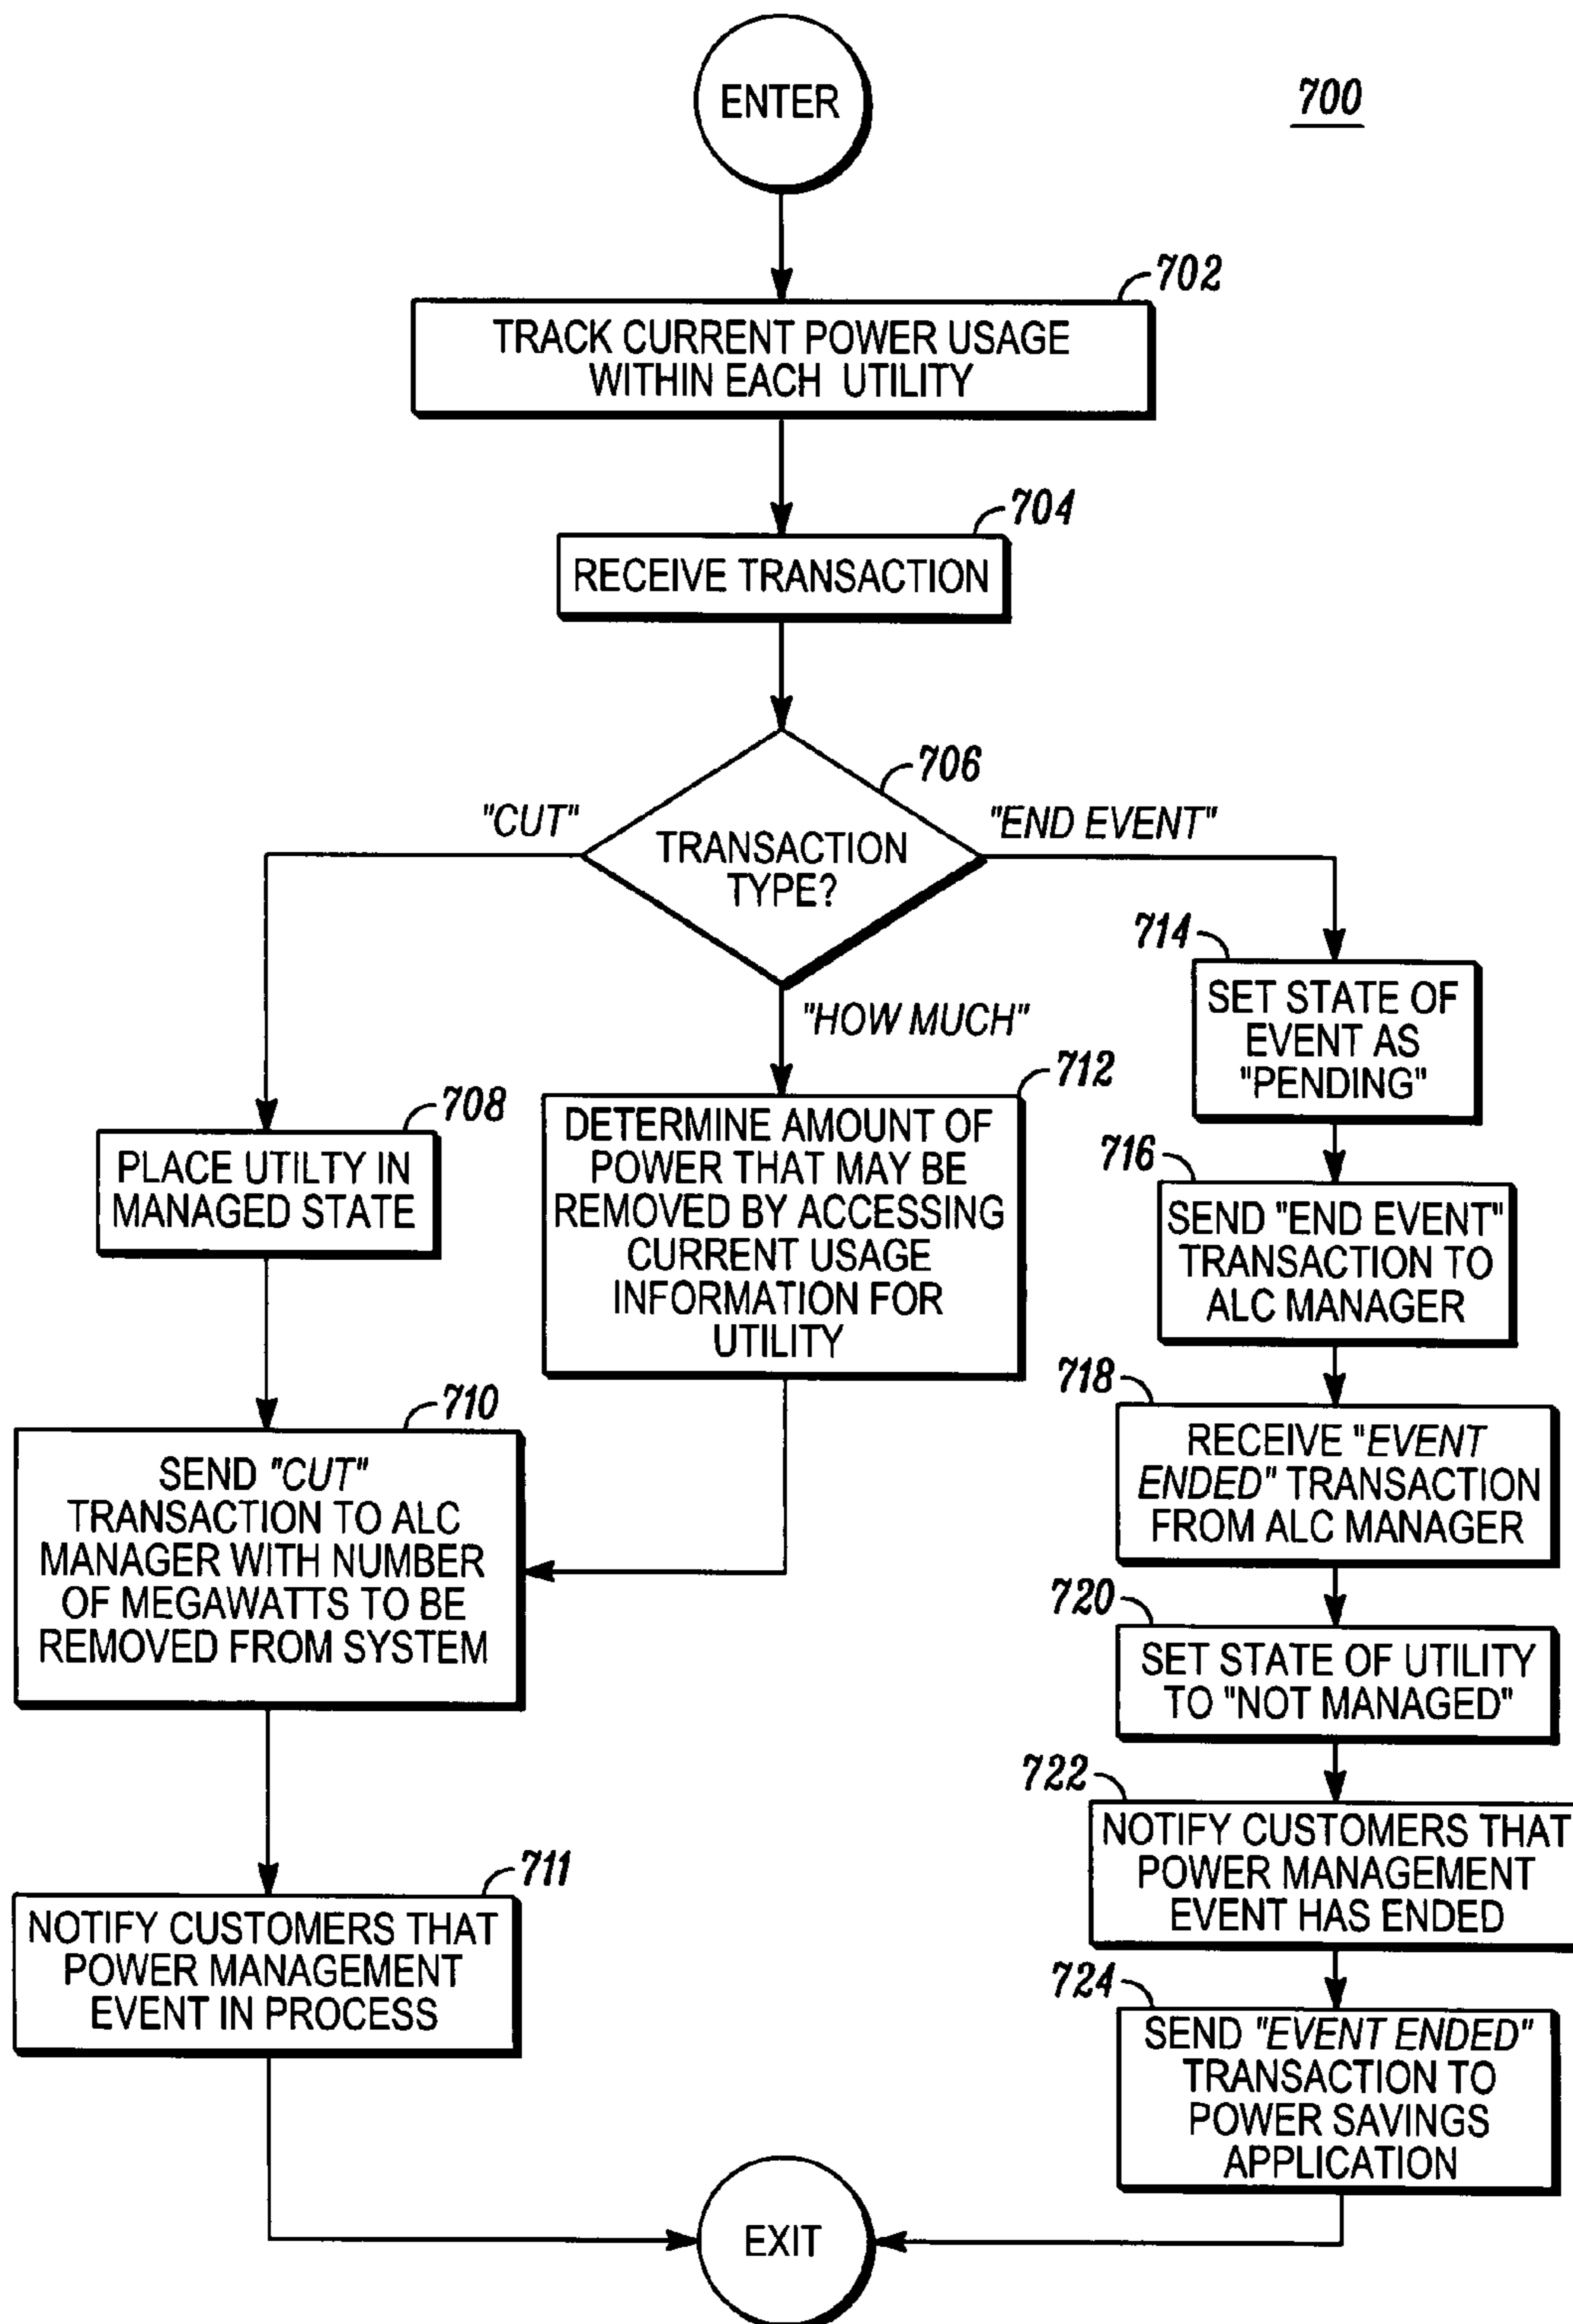 ENTER
700
702
TRACK CURRENT POWER USAGE
WITHIN EACH UTILITY
704
RECEIVE TRANSACTION
706
"CUT"
"END EVENT"
TRANSACTION
TYPE?
"HOW MUCH"
708
PLACE UTILTY IN
MANAGED STATE
712
DETERMINE AMOUNT OF
POWER THAT MAY BE
REMOVED BY ACCESSING
CURRENT USAGE
INFORMATION FOR
UTILITY
710
SEND "CUT"
TRANSACTION TO ALC
MANAGER WITH NUMBER
OF MEGAWATTS TO BE
REMOVED FROM SYSTEM
711
NOTIFY CUSTOMERS THAT
POWER MANAGEMENT
EVENT IN PROCESS
714
SET STATE OF
EVENT AS
"PENDING"
716
SEND "END EVENT"
TRANSACTION TO
ALC MANAGER
718
RECEIVE "EVENT
ENDED" TRANSACTION
FROM ALC MANAGER
720
SET STATE OF UTILITY
TO "NOT MANAGED"
722
NOTIFY CUSTOMERS THAT
POWER MANAGEMENT
EVENT HAS ENDED
724
SEND "EVENT ENDED"
TRANSACTION TO
POWER SAVINGS
APPLICATION
EXIT